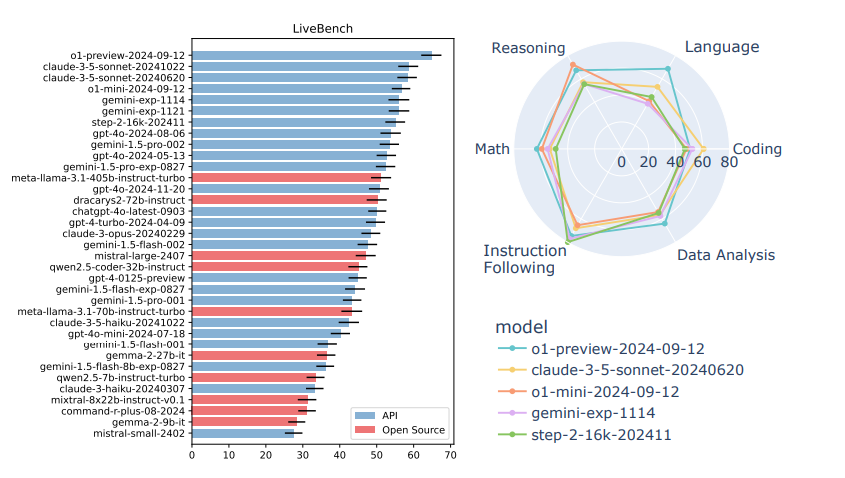 LiveBench
o1-preview-2024-09-12
claude-3-5-sonnet-20241022
claude-3-5-sonnet-20240620
o1-mini-2024-09-12
gemini-exp-1114
gemini-exp-1121
step-2-16k-202411
gpt-4o-2024-08-06
gemini-1.5-pro-002
gpt-4o-2024-05-13
gemini-1.5-pro-exp-0827
meta-llama-3.1-405b-instruct-turbo
gpt-4o-2024-11-20
dracarys2-72b-instruct
chatgpt-4o-latest-0903
gpt-4-turbo-2024-04-09
claude-3-opus-20240229
gemini-1.5-flash-002
mistral-large-2407
qwen2.5-coder-32b-instruct
gpt-4-0125-preview
gemini-1.5-flash-exp-0827
gemini-1.5-pro-001
meta-llama-3.1-70b-instruct-turbo
claude-3-5-haiku-20241022
gpt-4o-mini-2024-07-18
gemini-1.5-flash-001
gemma-2-27b-it
gemini-1.5-flash-8b-exp-0827
qwen2.5-7b-instruct-turbo
claude-3-haiku-20240307
mixtral-8x22b-instruct-v0.1
command-r-plus-08-2024
gemma-2-9b-it
mistral-small-2402
API
Open Source
0 10 20 30 40 50 60 70
Reasoning
Language
Math
Coding
0 20 40 60 80
Instruction
Following
Data Analysis
model
o1-preview-2024-09-12
claude-3-5-sonnet-20240620
o1-mini-2024-09-12
gemini-exp-1114
step-2-16k-202411